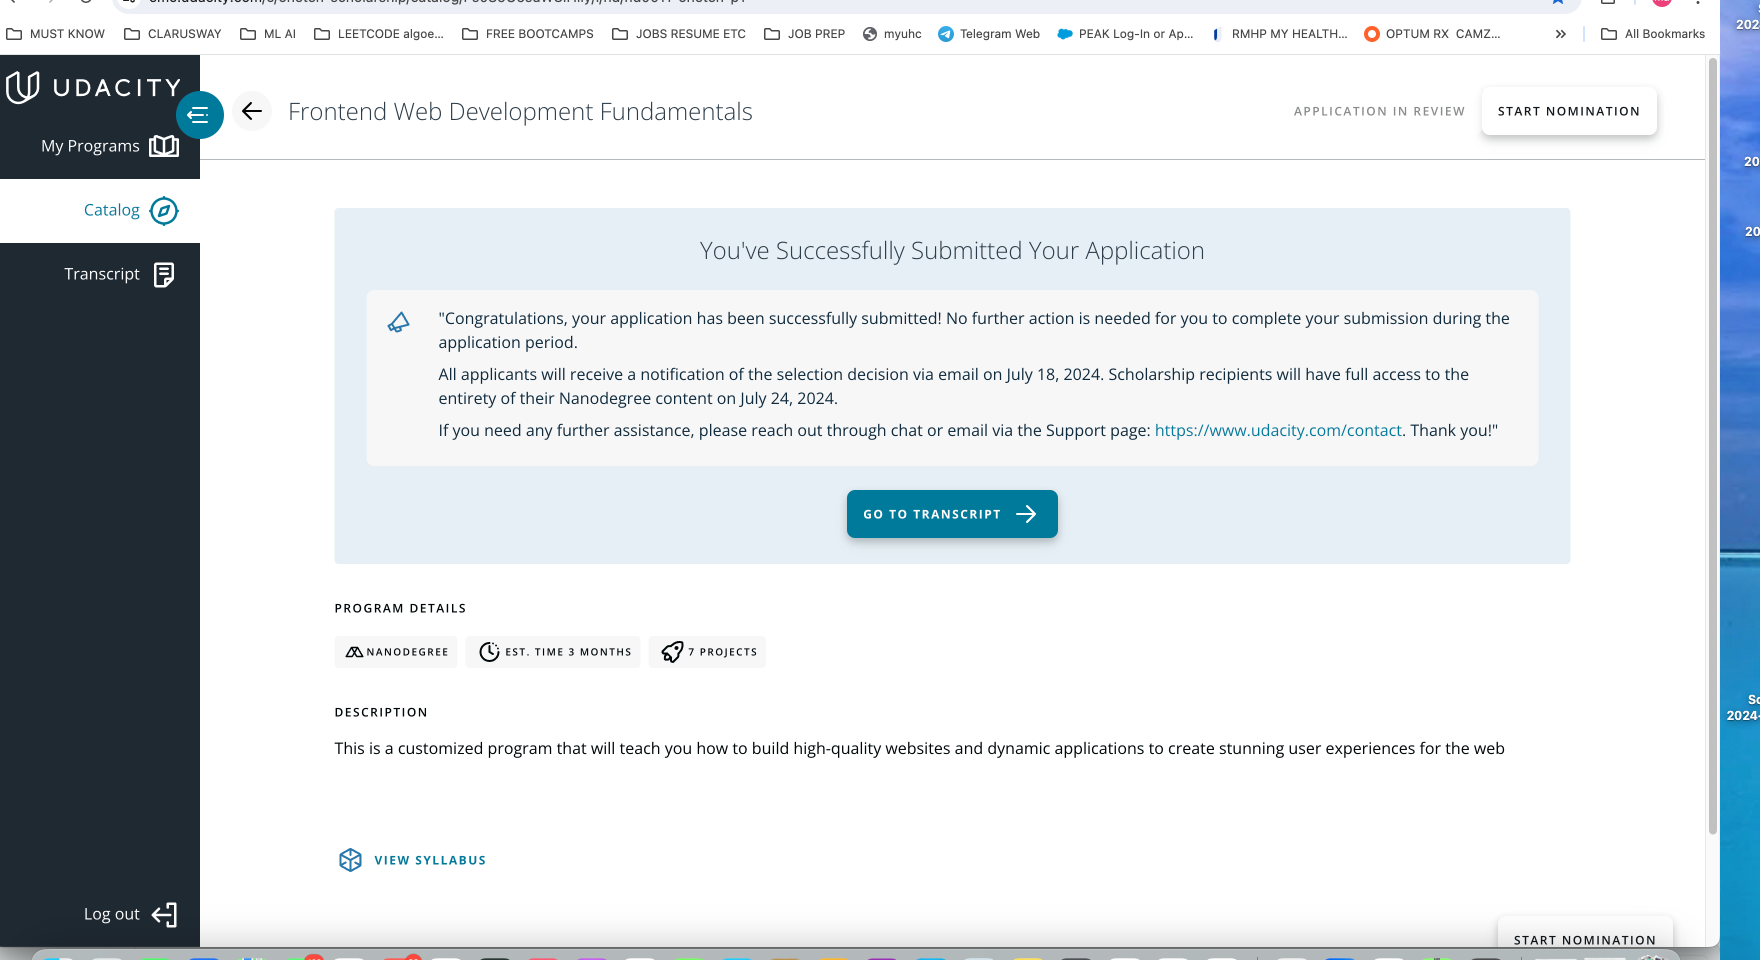 MUST KNOW
CLARUSWAY
ML AI
LEETCODE algoe...
FREE BOOTCAMPS
JOBS RESUME ETC
JOB PREP
myuhc
Telegram Web
PEAK Log-In or Ap...
RMHP MY HEALTH...
OPTUM RX CAMZ...
»
All Bookmarks
UDACITY
My Programs
Catalog
Transcript
Log out
Frontend Web Development Fundamentals
APPLICATION IN REVIEW
START NOMINATION
You've Successfully Submitted Your Application
"Congratulations, your application has been successfully submitted! No further action is needed for you to complete your submission during the
application period.
All applicants will receive a notification of the selection decision via email on July 18, 2024. Scholarship recipients will have full access to the
entirety of their Nanodegree content on July 24, 2024.
If you need any further assistance, please reach out through chat or email via the Support page: https://www.udacity.com/contact. Thank you!"
GO TO TRANSCRIPT
PROGRAM DETAILS
NANODEGREE
EST. TIME 3 MONTHS
7 PROJECTS
DESCRIPTION
This is a customized program that will teach you how to build high-quality websites and dynamic applications to create stunning user experiences for the web
VIEW SYLLABUS
START NOMINATION
202
20
20
Sc
2024-